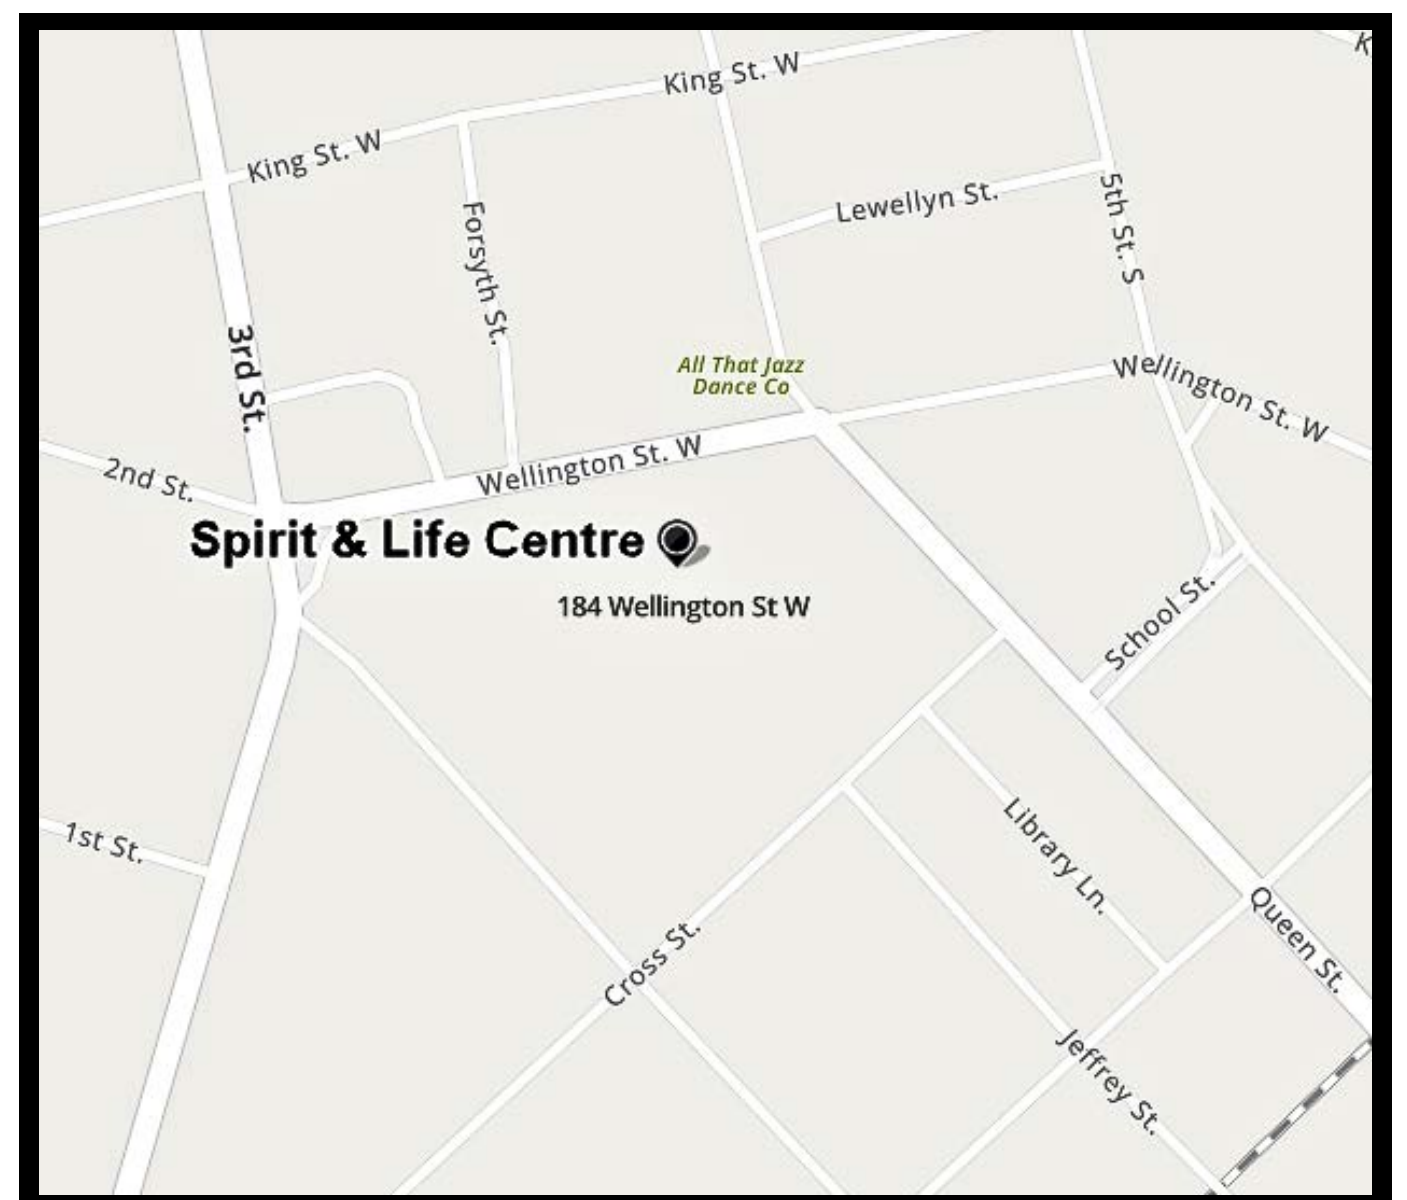 K
King St. W
King St. W
Lewellyn St.
5th St. S
Forsyth St.
3rd St.
All That Jazz
Dance Co
Wellington St. W
Wellington St. W
2nd St.
Spirit & Life Centre
184 Wellington St W
School St.
1st St.
Library Ln.
Queen St.
Cross St.
Jeffrey St.